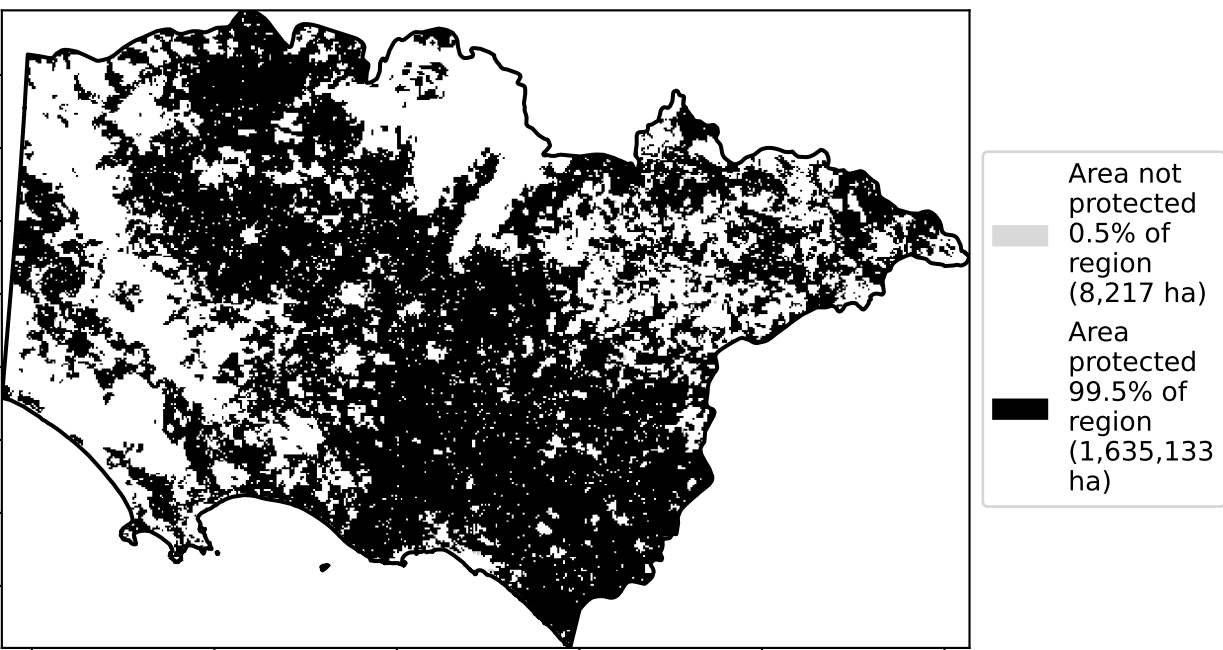 Area not
protected
0.5% of
region
(8,217 ha)
Area
protected
99.5% of
region
(1,635,133
ha)